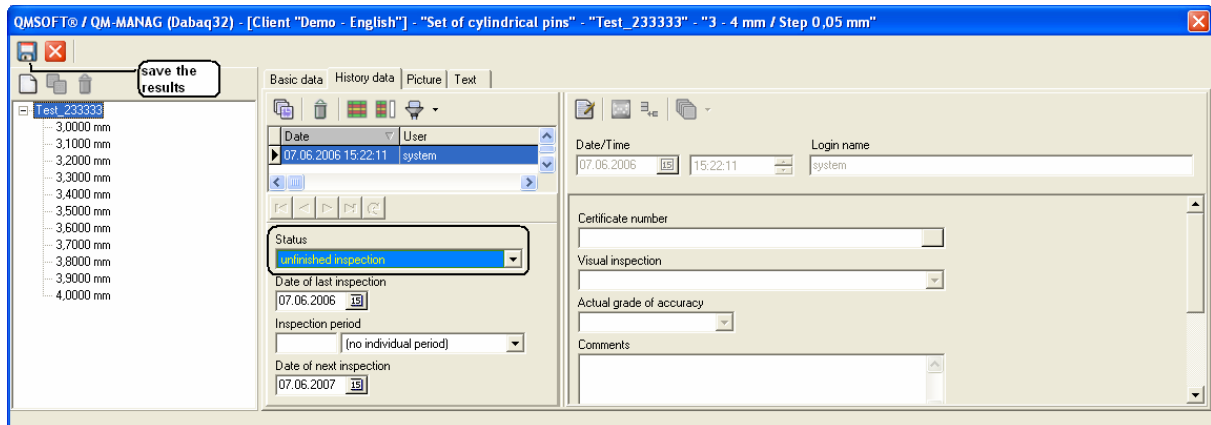 QMSOFT® / QM-MANAG (Dabaq32) - [Client "Demo - English"] - "Set of cylindrical pins" - "Test_233333" - "3 - 4 mm / Step 0,05 mm"
save the
results
Test_233333
3,0000 mm
3,1000 mm
3,2000 mm
3,3000 mm
3,4000 mm
3,5000 mm
3,6000 mm
3,7000 mm
3,8000 mm
3,9000 mm
4,0000 mm
Basic data History data Picture Text
Date User
07.06.2006 15:22:11 system
Status
unfinished inspection
Date of last inspection
07.06.2006 15
Inspection period
(no individual period)
Date of next inspection
07.06.2007 15
Date/Time Login name
07.06.2006 15 15:22:11 system
Certificate number
Visual inspection
Actual grade of accuracy
Comments